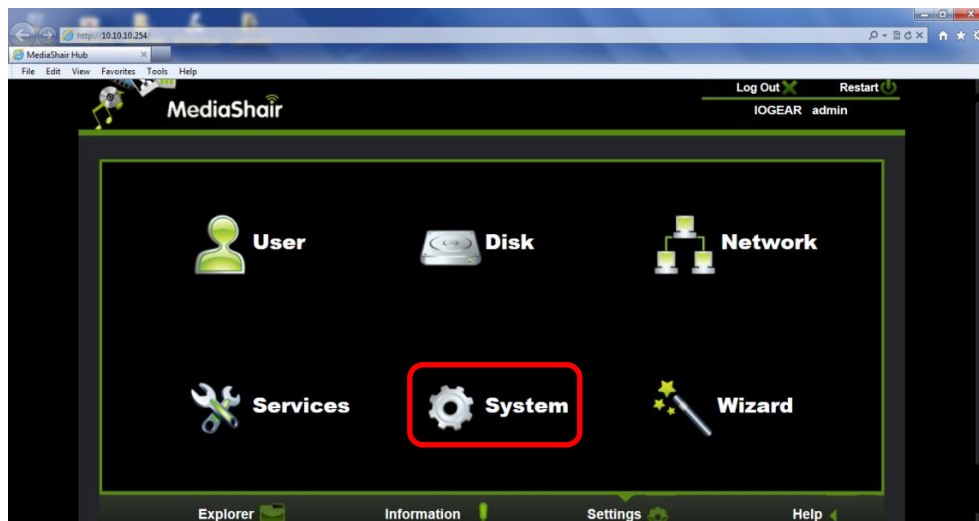 http://10.10.10.254/
MediaShair Hub
File Edit View Favorites Tools Help
MediaShair
Log Out Restart
IOGEAR admin
User Disk Network
Services System Wizard
Explorer Information Settings Help